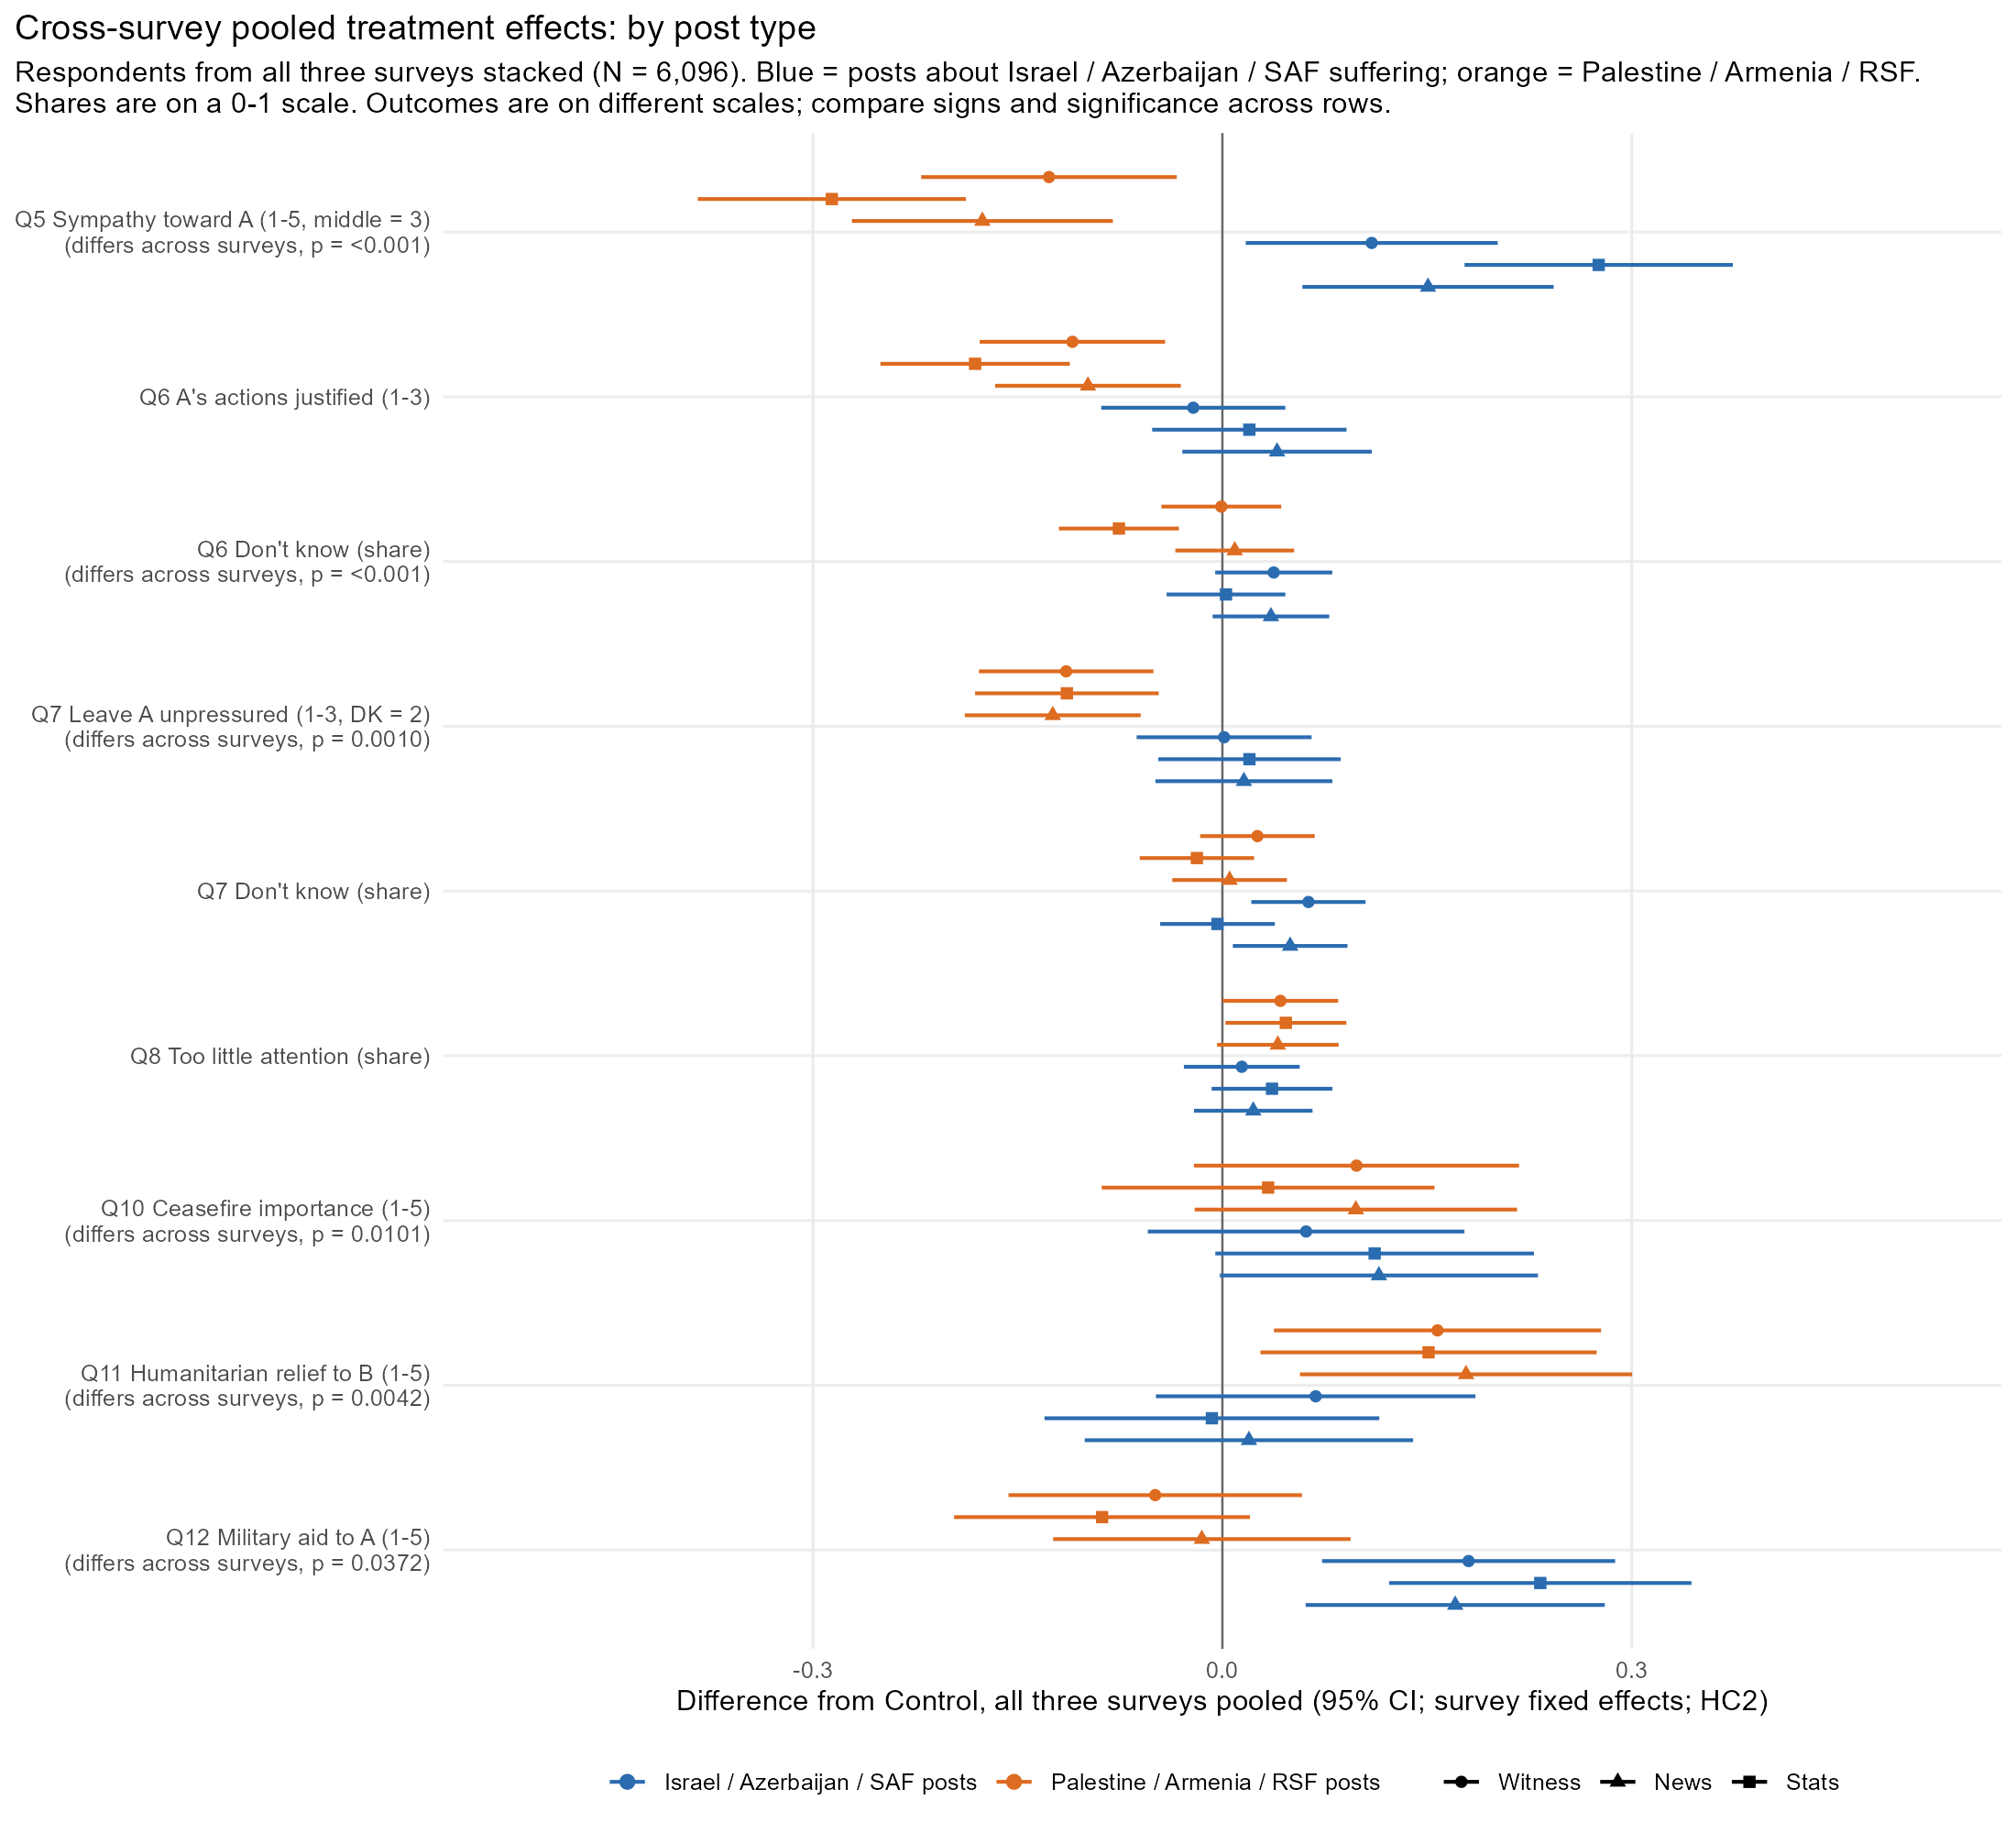 Cross-survey pooled treatment effects: by post type
Respondents from all three surveys stacked (N = 6,096). Blue = posts about Israel / Azerbaijan / SAF suffering; orange = Palestine / Armenia / RSF.
Shares are on a 0-1 scale. Outcomes are on different scales; compare signs and significance across rows.
Q5 Sympathy toward A (1-5, middle = 3)
(differs across surveys, p = <0.001)
Q6 A's actions justified (1-3)
Q6 Don't know (share)
(differs across surveys, p = <0.001)
Q7 Leave A unpressured (1-3, DK = 2)
(differs across surveys, p = 0.0010)
Q7 Don't know (share)
Q8 Too little attention (share)
Q10 Ceasefire importance (1-5)
(differs across surveys, p = 0.0101)
Q11 Humanitarian relief to B (1-5)
(differs across surveys, p = 0.0042)
Q12 Military aid to A (1-5)
(differs across surveys, p = 0.0372)
-0.3 0.0 0.3
Difference from Control, all three surveys pooled (95% CI; survey fixed effects; HC2)
Israel / Azerbaijan / SAF posts Palestine / Armenia / RSF posts Witness News Stats